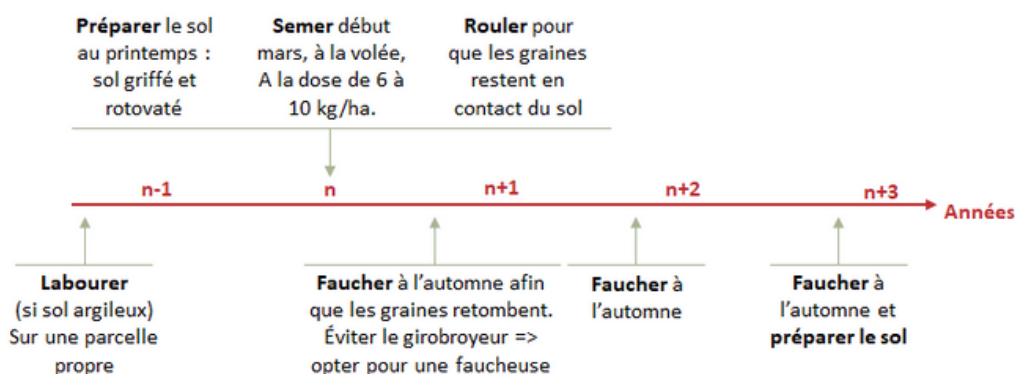 Préparer le sol
au printemps :
sol griffé et
rotovaté
Semer début
mars, à la volée,
A la dose de 6 à
10 kg/ha.
Rouler pour
que les graines
restent en
contact du sol
n-1
n
n+1
n+2
n+3
Années
Labourer
(si sol argileux)
Sur une parcelle
propre
Faucher à l'automne afin
que les graines retombent.
Éviter le girobroyeur =>
opter pour une faucheuse
Faucher à
l'automne
Faucher à
l'automne et
préparer le sol